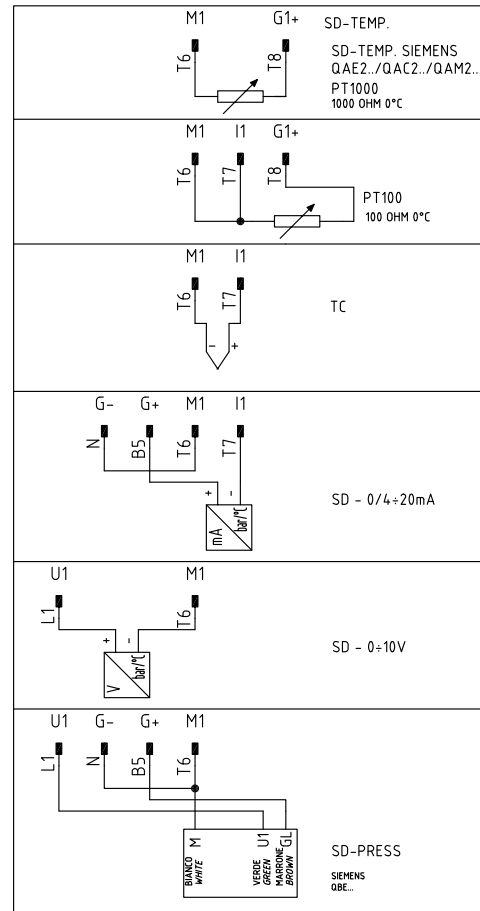 M1 G1+ SD-TEMP.
T6 T8
SD-TEMP. SIEMENS
QAE2../QAC2../QAM2..
PT1000
1000 OHM 0°C
M1 I1 G1+
T6 T7 T8
PT100
100 OHM 0°C
M1 I1
T6 T7
TC
- +
G- G+ M1 I1
N B5 T6 T7
+ -
mA bar/°C
SD - 0/4÷20mA
U1 M1
L1 T6
+ -
V bar/°C
SD - 0÷10V
U1 G- G+ M1
L1 N B5 T6
M U1 GL
BIANCO VERDE MARRONE
WHITE GREEN BROWN
SD-PRESS
SIEMENS
QBE...